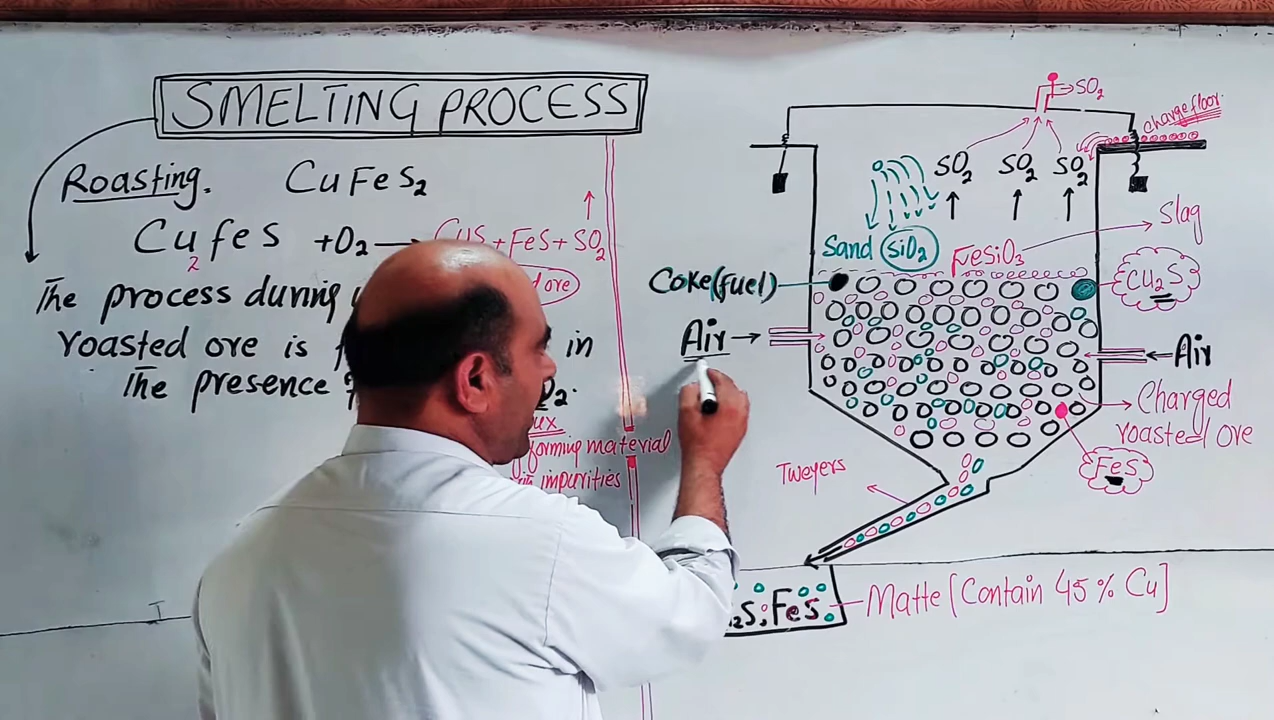 SMELTING PROCESS
Roasting. CuFeS2
Cu2feS +O2 → CuS + FeS + SO2 ↑
ore
The process during
roasted ore is in
The presence O2.
forming material
impurities
SO2
charge floor.
SO2 SO2 SO2
Slag
Sand SiO2 FeSiO3
Cu2S
Coke(fuel)
Air → ← Air
Charged
roasted ore
FeS
Tweyers
2S, FeS
Matte [Contain 45% Cu]